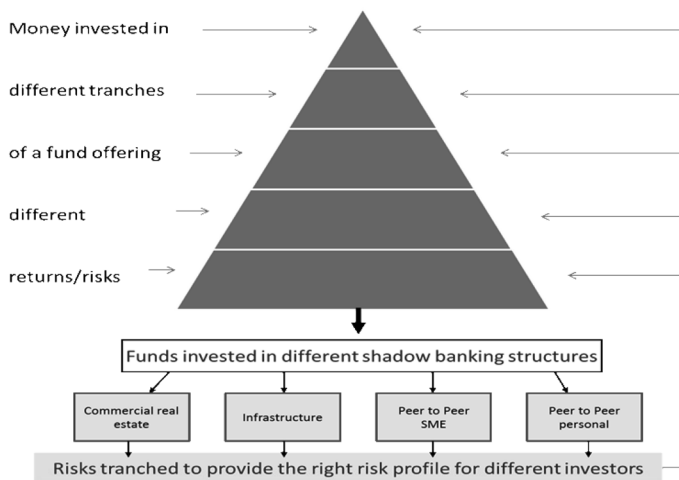 Money invested in
different tranches
of a fund offering
different
returns/risks
Funds invested in different shadow banking structures
Commercial real
estate
Infrastructure
Peer to Peer
SME
Peer to Peer
personal
Risks tranched to provide the right risk profile for different investors